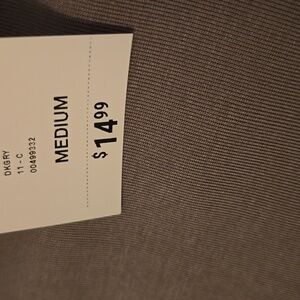 DKGRY
11 - C
00499332
MEDIUM
$14.99